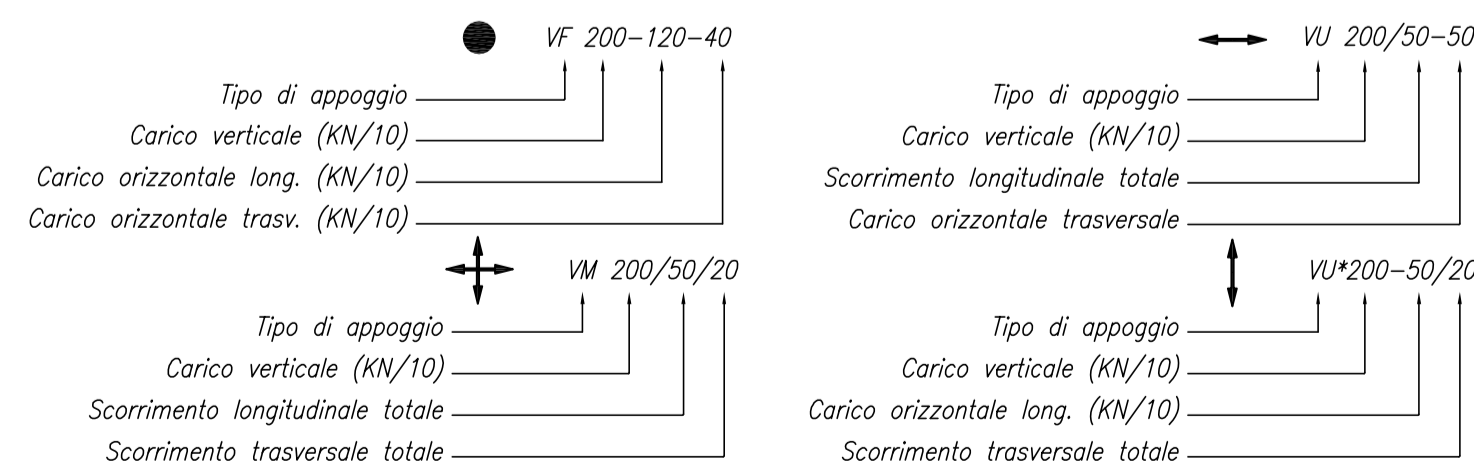 VF 200-120-40
Tipo di appoggio
Carico verticale (KN/10)
Carico orizzontale long. (KN/10)
Carico orizzontale trasv. (KN/10)
VM 200/50/20
Tipo di appoggio
Carico verticale (KN/10)
Scorrimento longitudinale totale
Scorrimento trasversale totale
VU 200/50-50
Tipo di appoggio
Carico verticale (KN/10)
Scorrimento longitudinale totale
Carico orizzontale trasversale
VU*200-50/20
Tipo di appoggio
Carico verticale (KN/10)
Carico orizzontale long. (KN/10)
Scorrimento trasversale totale